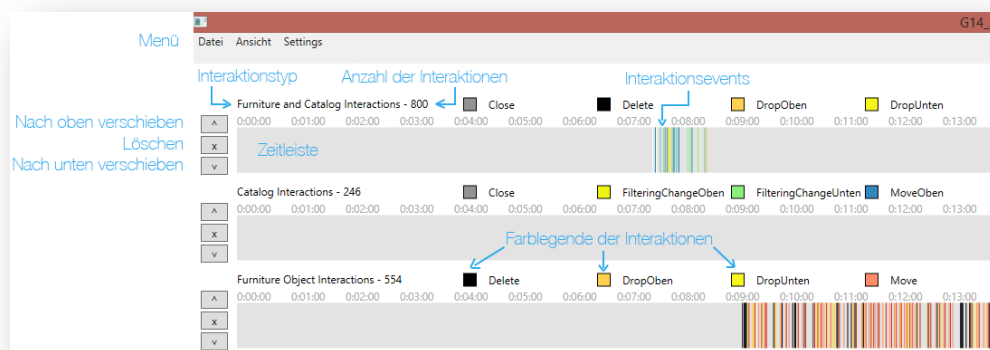 G14_
Menü Datei Ansicht Settings
Interaktionstyp Anzahl der Interaktionen Interaktionsevents
Furniture and Catalog Interactions - 800 Close Delete DropOben DropUnten
Nach oben verschieben ^ 0:00:00 0:01:00 0:02:00 0:03:00 0:04:00 0:05:00 0:06:00 0:07:00 0:08:00 0:09:00 0:10:00 0:11:00 0:12:00 0:13:00
Löschen x Zeitleiste
Nach unten verschieben v
Catalog Interactions - 246 Close FilteringChangeOben FilteringChangeUnten MoveOben
^ 0:00:00 0:01:00 0:02:00 0:03:00 0:04:00 0:05:00 0:06:00 0:07:00 0:08:00 0:09:00 0:10:00 0:11:00 0:12:00 0:13:00
x Farblegende der Interaktionen
v
Furniture Object Interactions - 554 Delete DropOben DropUnten Move
^ 0:00:00 0:01:00 0:02:00 0:03:00 0:04:00 0:05:00 0:06:00 0:07:00 0:08:00 0:09:00 0:10:00 0:11:00 0:12:00 0:13:00
x
v